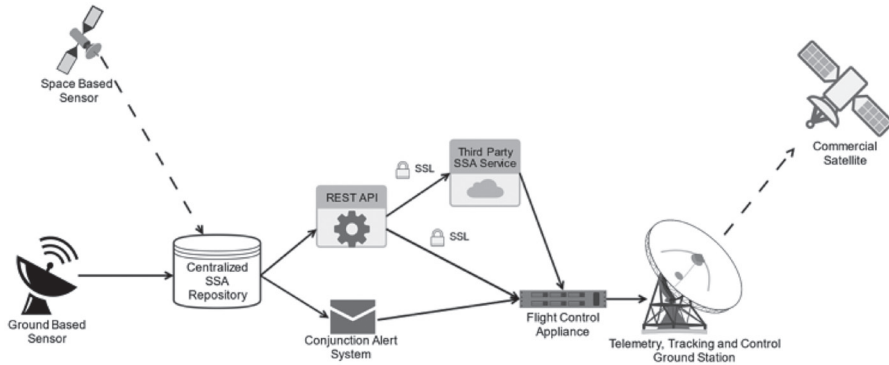 Space Based
Sensor
Ground Based
Sensor
Centralized
SSA
Repository
REST API
SSL
SSL
Third Party
SSA Service
Conjunction Alert
System
Flight Control
Appliance
Telemetry, Tracking and Control
Ground Station
Commercial
Satellite